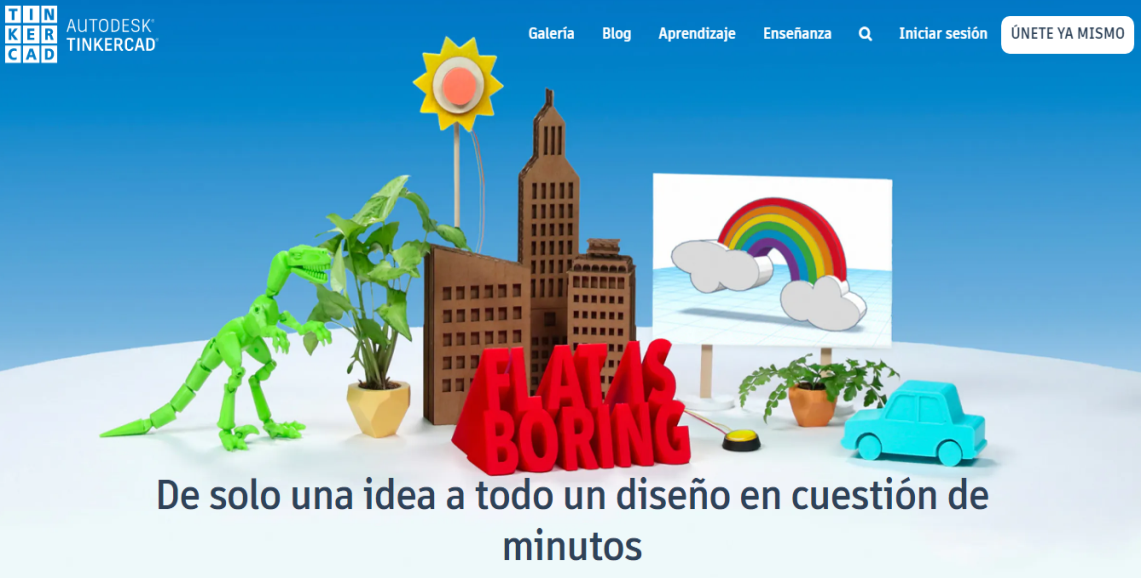 TIN
KER
CAD
AUTODESK®
TINKERCAD®
Galería Blog Aprendizaje Enseñanza Iniciar sesión ÚNETE YA MISMO
FLAT IS
BORING
De solo una idea a todo un diseño en cuestión de
minutos